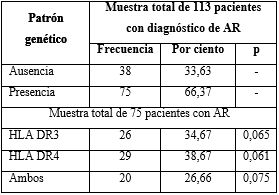 Patrón genético
Muestra total de 113 pacientes con diagnóstico de AR
Frecuencia Por ciento p
Ausencia 38 33,63 -
Presencia 75 66,37 -
Muestra total de 75 pacientes con AR
HLA DR3 26 34,67 0,065
HLA DR4 29 38,67 0,061
Ambos 20 26,66 0,075